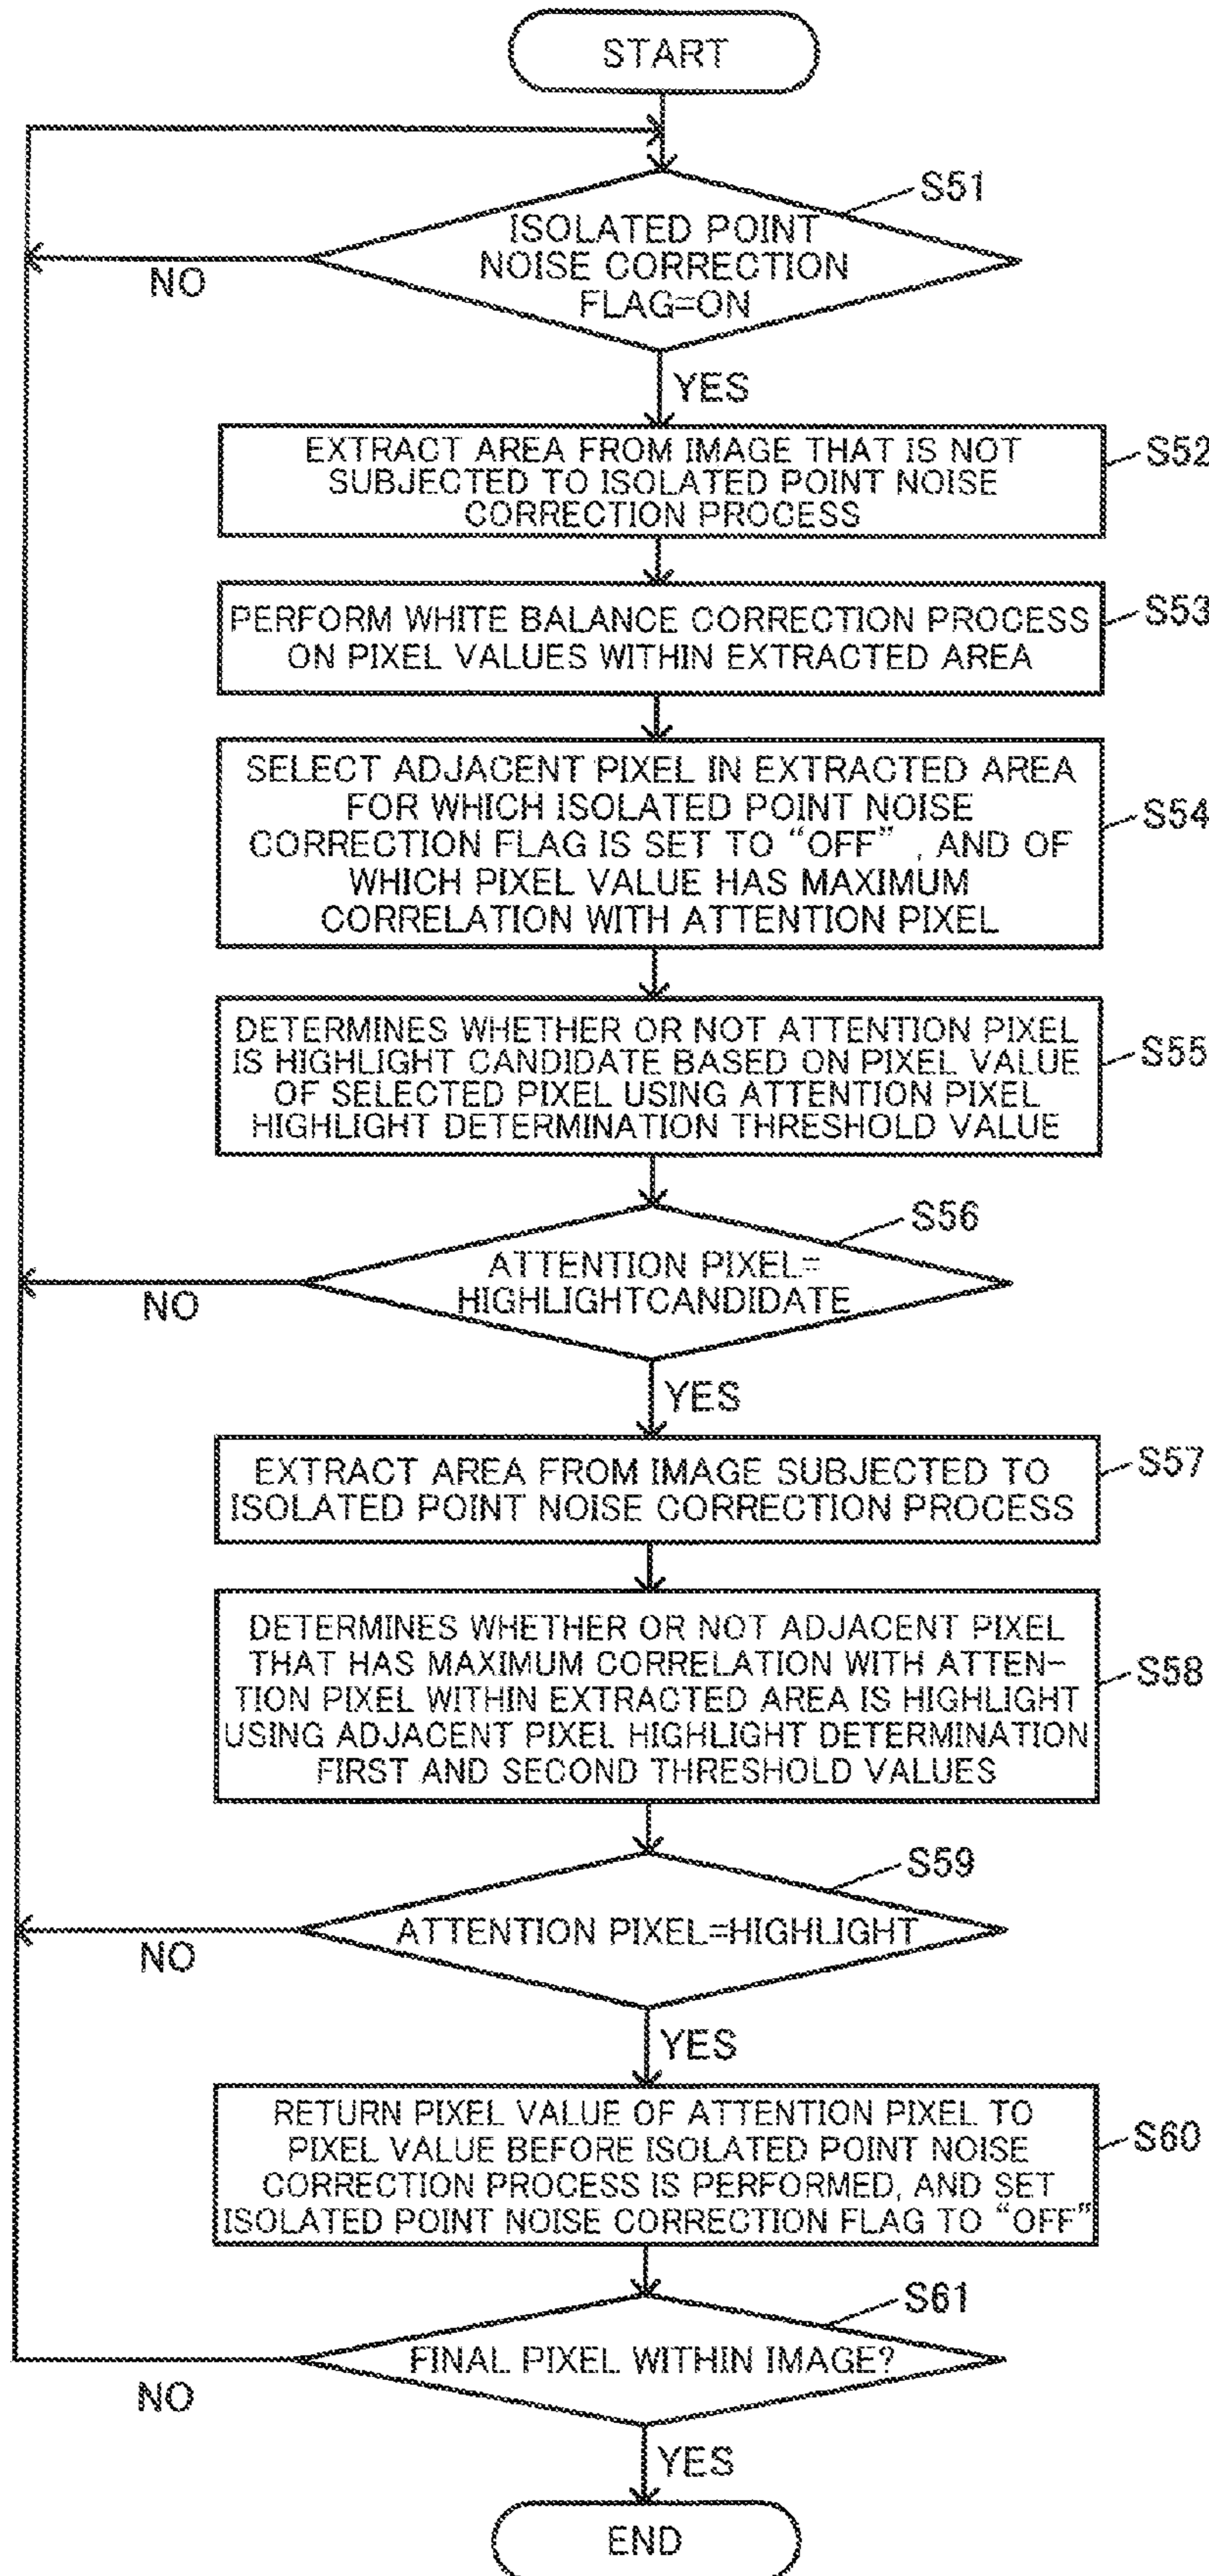 START
S51
ISOLATED POINT
NOISE CORRECTION
FLAG=ON
NO
YES
EXTRACT AREA FROM IMAGE THAT IS NOT
SUBJECTED TO ISOLATED POINT NOISE
CORRECTION PROCESS
S52
PERFORM WHITE BALANCE CORRECTION PROCESS
ON PIXEL VALUES WITHIN EXTRACTED AREA
S53
SELECT ADJACENT PIXEL IN EXTRACTED AREA
FOR WHICH ISOLATED POINT NOISE
CORRECTION FLAG IS SET TO “OFF” , AND OF
WHICH PIXEL VALUE HAS MAXIMUM
CORRELATION WITH ATTENTION PIXEL
S54
DETERMINES WHETHER OR NOT ATTENTION PIXEL
IS HIGHLIGHT CANDIDATE BASED ON PIXEL VALUE
OF SELECTED PIXEL USING ATTENTION PIXEL
HIGHLIGHT DETERMINATION THRESHOLD VALUE
S55
S56
ATTENTION PIXEL=
HIGHLIGHTCANDIDATE
NO
YES
EXTRACT AREA FROM IMAGE SUBJECTED TO
ISOLATED POINT NOISE CORRECTION PROCESS
S57
DETERMINES WHETHER OR NOT ADJACENT PIXEL
THAT HAS MAXIMUM CORRELATION WITH ATTEN-
TION PIXEL WITHIN EXTRACTED AREA IS HIGHLIGHT
USING ADJACENT PIXEL HIGHLIGHT DETERMINATION
FIRST AND SECOND THRESHOLD VALUES
S58
S59
ATTENTION PIXEL=HIGHLIGHT
NO
YES
RETURN PIXEL VALUE OF ATTENTION PIXEL TO
PIXEL VALUE BEFORE ISOLATED POINT NOISE
CORRECTION PROCESS IS PERFORMED, AND SET
ISOLATED POINT NOISE CORRECTION FLAG TO “OFF”
S60
S61
FINAL PIXEL WITHIN IMAGE?
NO
YES
END